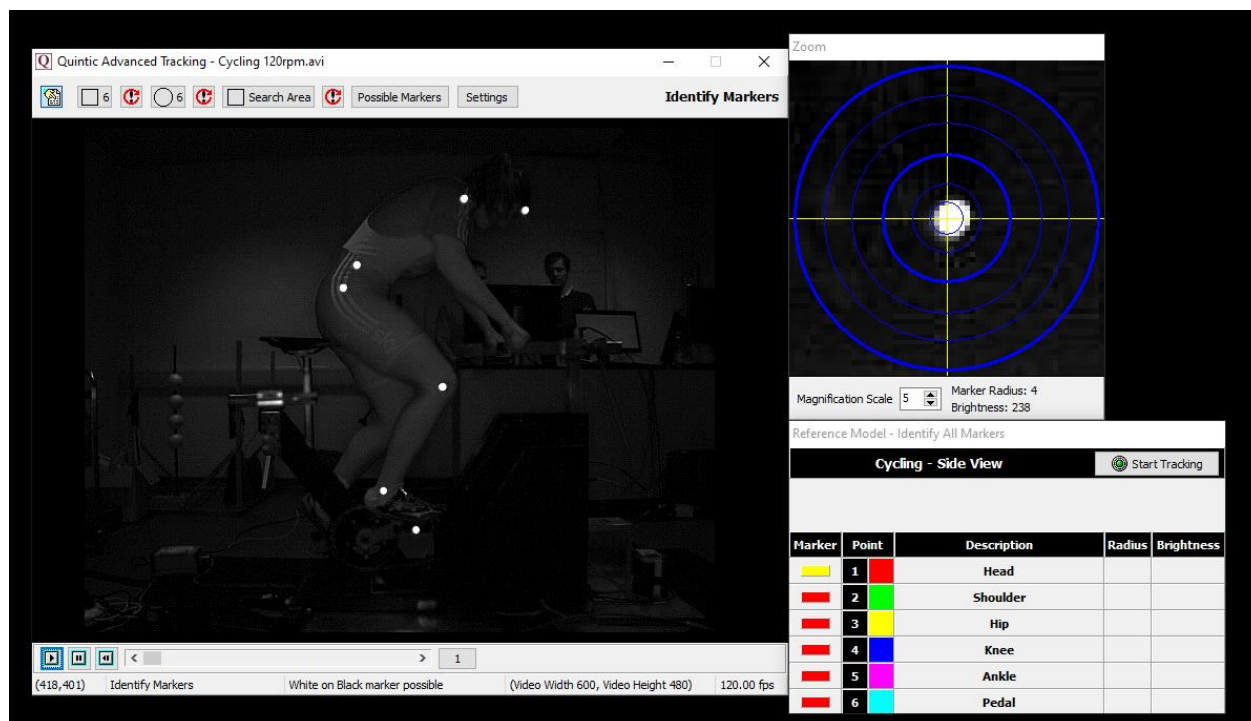 Quintic Advanced Tracking - Cycling 120rpm.avi
6 6 Search Area Possible Markers Settings Identify Markers
1
(418,401) Identify Markers White on Black marker possible (Video Width 600, Video Height 480) 120.00 fps
Zoom
Magnification Scale 5 Marker Radius: 4
Brightness: 238
Reference Model - Identify All Markers
Cycling - Side View Start Tracking
Marker Point Description Radius Brightness
1 Head
2 Shoulder
3 Hip
4 Knee
5 Ankle
6 Pedal